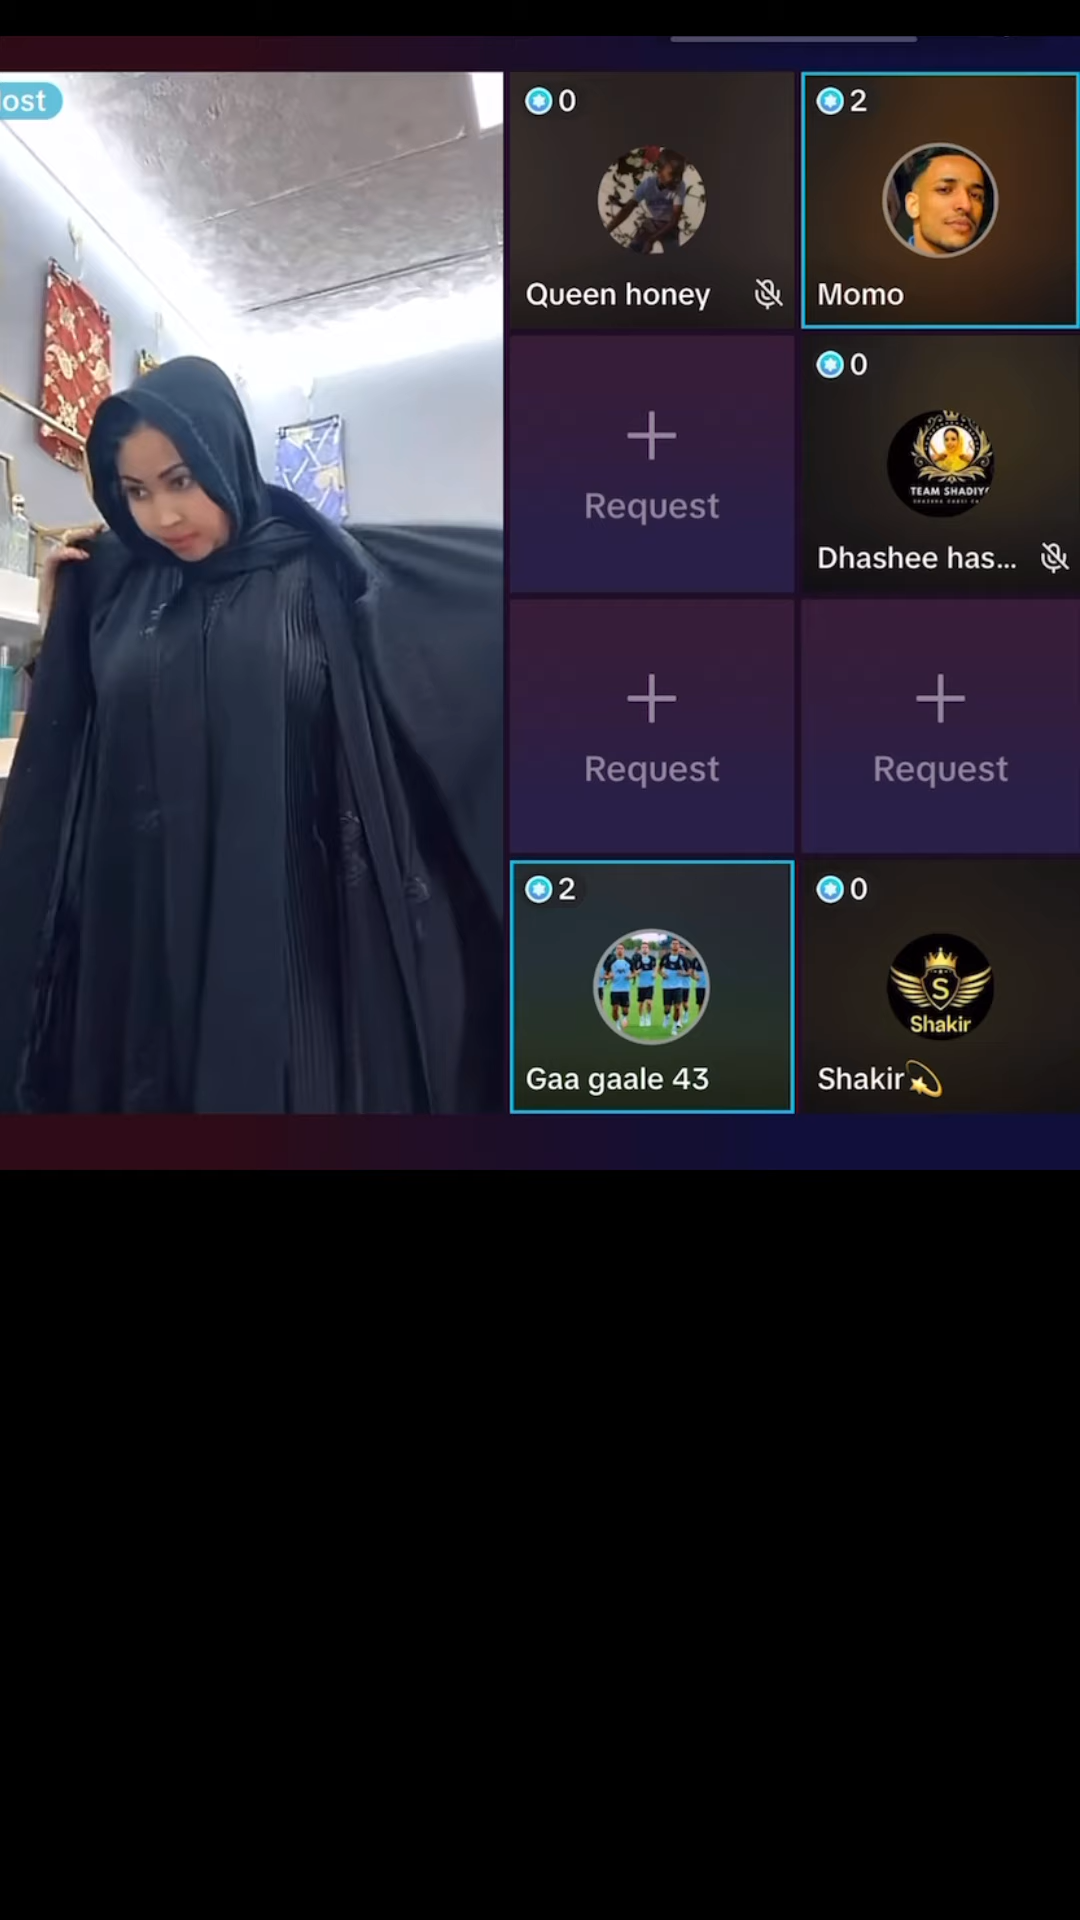 ost
0
Queen honey
2
Momo
Request
0
TEAM SHADIY
Dhashee has...
Request
Request
2
Gaa gaale 43
0
S
Shakir
Shakir💫